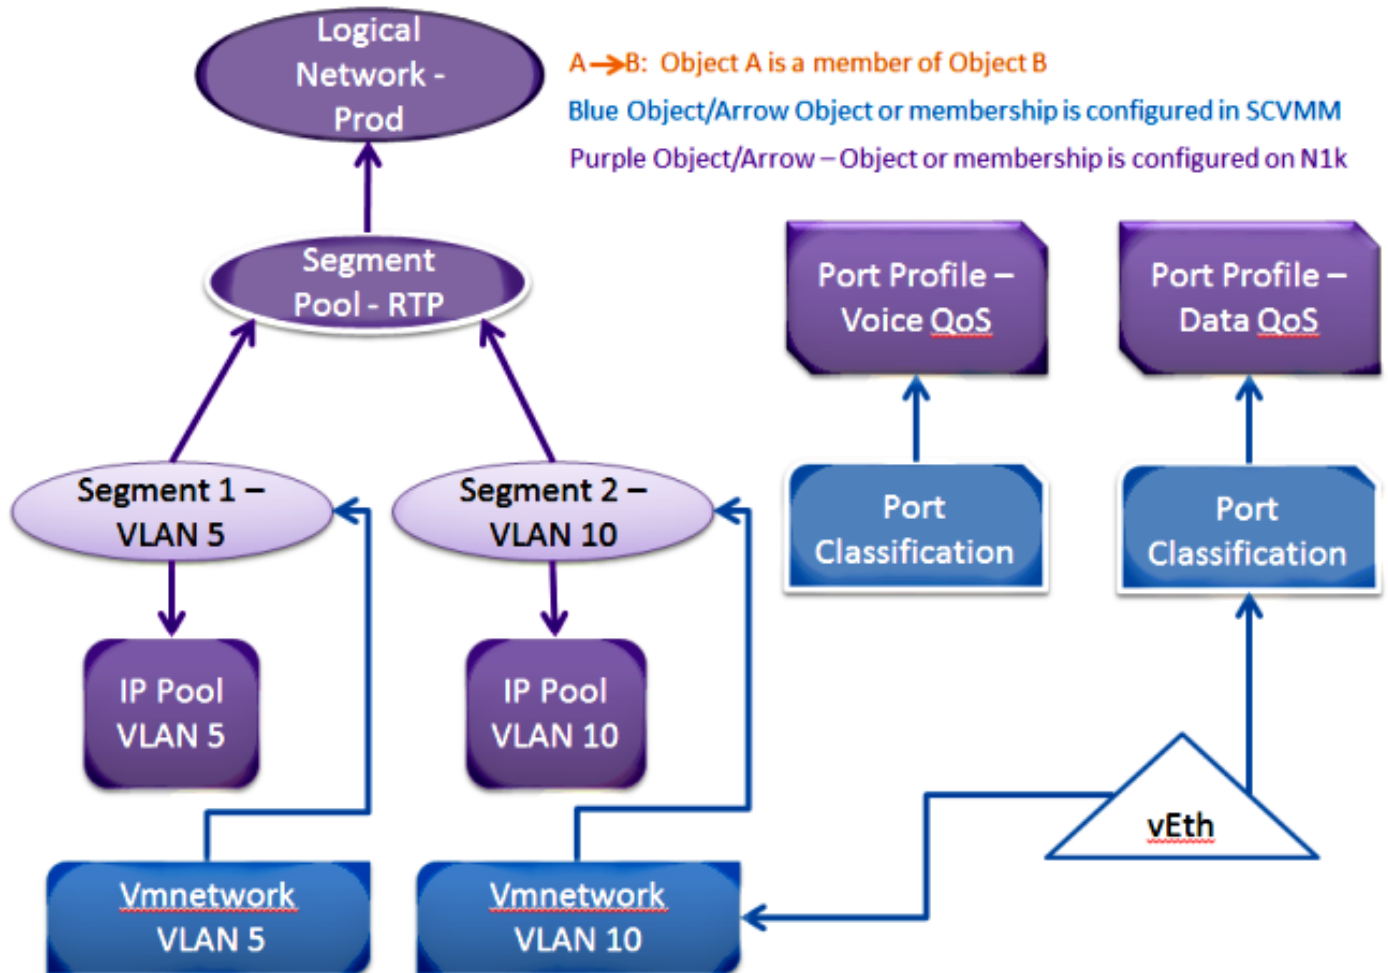 Logical
Network -
Prod
A→B: Object A is a member of Object B
Blue Object/Arrow Object or membership is configured in SCVMM
Purple Object/Arrow – Object or membership is configured on N1k
Segment
Pool - RTP
Port Profile –
Voice QoS
Port Profile –
Data QoS
Segment 1 –
VLAN 5
Segment 2 –
VLAN 10
Port
Classification
Port
Classification
IP Pool
VLAN 5
IP Pool
VLAN 10
vEth
Vmnetwork
VLAN 5
Vmnetwork
VLAN 10